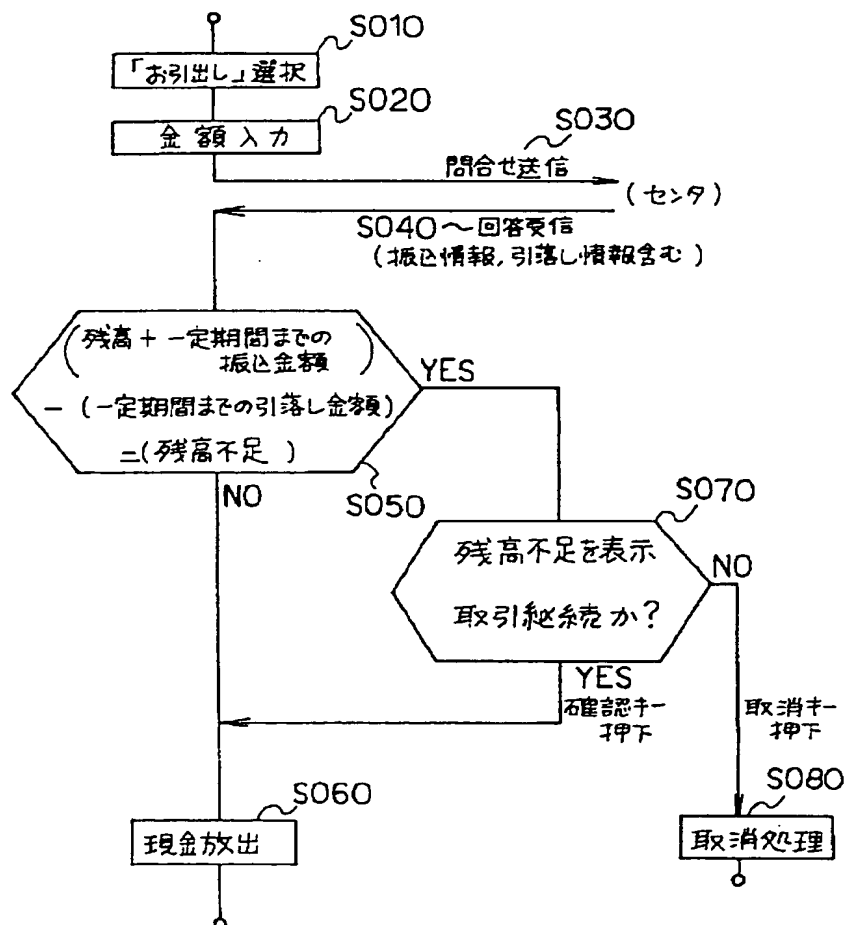 S010
「お引出し」選択
S020
金額入力
S030
問合せ送信
(センタ)
S040～回答受信
(振込情報,引落し情報含む)
(残高+一定期間までの
振込金額)
-(一定期間までの引落し金額)
=(残高不足)
YES
NO
S050
S070
残高不足を表示
取引継続か?
NO
YES
確認キー
押下
取消キー
押下
S060
現金放出
S080
取消処理